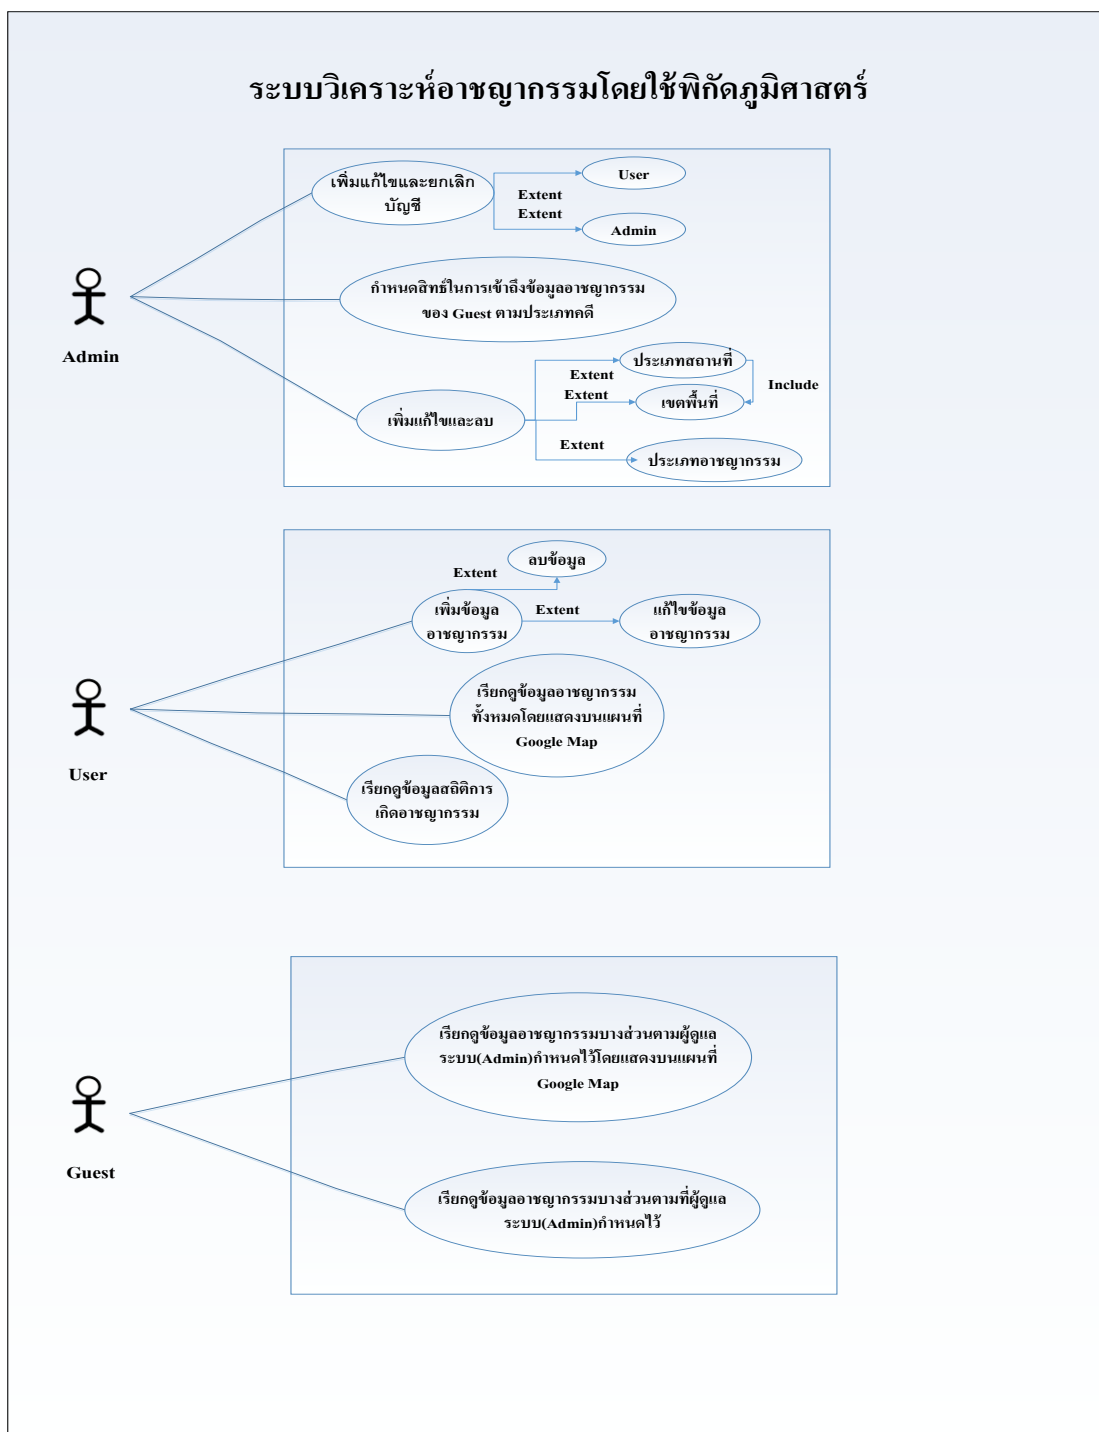 ระบบวิเคราะห์อาชญากรรมโดยใช้พิกัดภูมิศาสตร์
เพิ่มแก้ไขและยกเลิก
บัญชี
User
Extent
Extent
Admin
กำหนดสิทธ์ในการเข้าถึงข้อมูลอาชญากรรม
ของ Guest ตามประเภทคดี
Admin
ประเภทสถานที่
Extent
Include
Extent
เขตพื้นที่
เพิ่มแก้ไขและลบ
Extent
ประเภทอาชญากรรม
ลบข้อมูล
Extent
เพิ่มข้อมูล
อาชญากรรม
Extent
แก้ไขข้อมูล
อาชญากรรม
เรียกดูข้อมูลอาชญากรรม
ทั้งหมดโดยแสดงบนแผนที่
Google Map
User
เรียกดูข้อมูลสถิติการ
เกิดอาชญากรรม
เรียกดูข้อมูลอาชญากรรมบางส่วนตามผู้ดูแล
ระบบ(Admin)กำหนดไว้โดยแสดงบนแผนที่
Google Map
Guest
เรียกดูข้อมูลอาชญากรรมบางส่วนตามที่ผู้ดูแล
ระบบ(Admin)กำหนดไว้